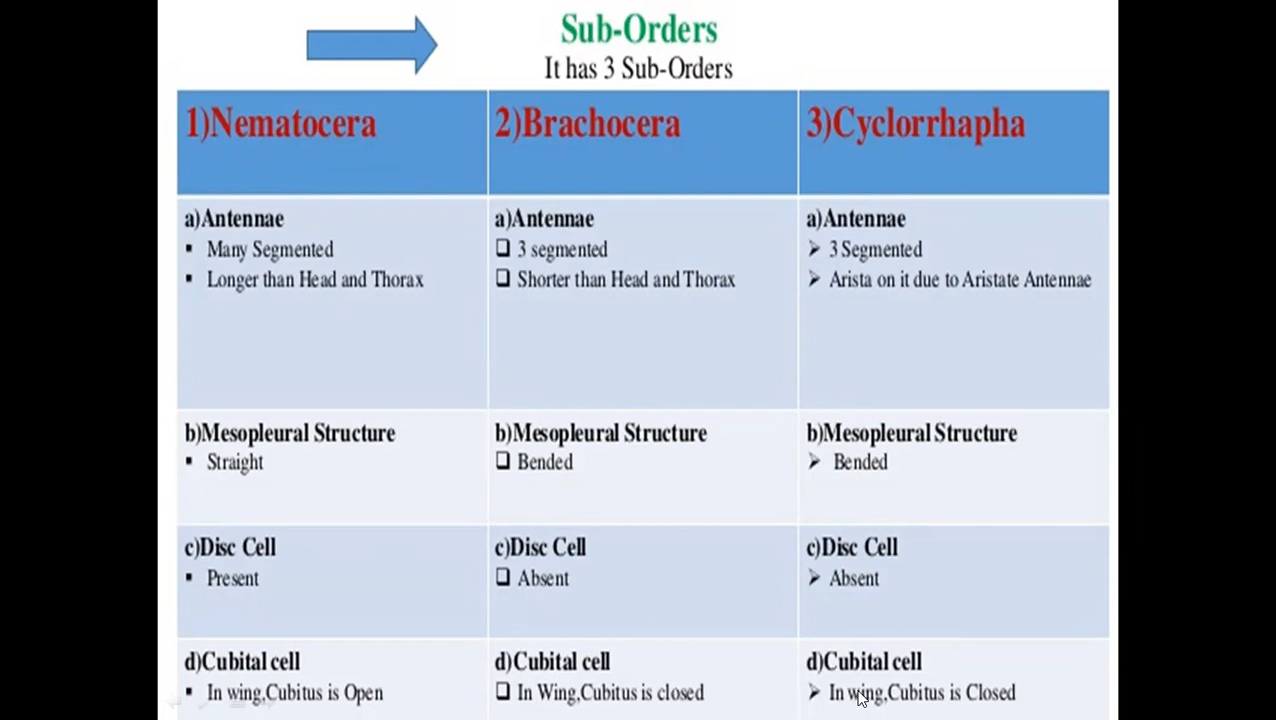 Sub-Orders
It has 3 Sub-Orders
1)Nematocera
2)Brachocera
3)Cyclorrhapha
a)Antennae
Many Segmented
Longer than Head and Thorax
a)Antennae
3 segmented
Shorter than Head and Thorax
a)Antennae
3 Segmented
Arista on it due to Aristate Antennae
b)Mesopleural Structure
Straight
b)Mesopleural Structure
Bended
b)Mesopleural Structure
Bended
c)Disc Cell
Present
c)Disc Cell
Absent
c)Disc Cell
Absent
d)Cubital cell
In wing,Cubitus is Open
d)Cubital cell
In Wing,Cubitus is closed
d)Cubital cell
In wing,Cubitus is Closed